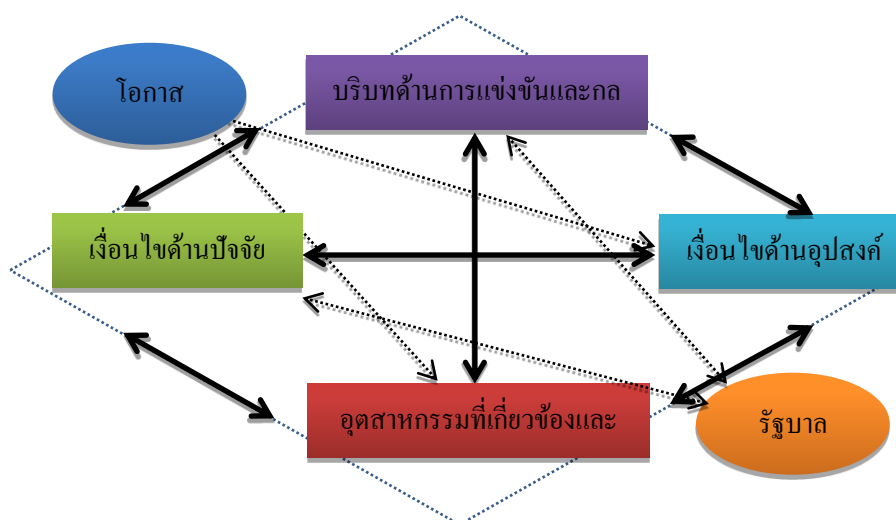 โอกาส
บริบทด้านการแข่งขันและกล
เงื่อนไขด้านปัจจัย
เงื่อนไขด้านอุปสงค์
อุตสาหกรรมที่เกี่ยวข้องและ
รัฐบาล